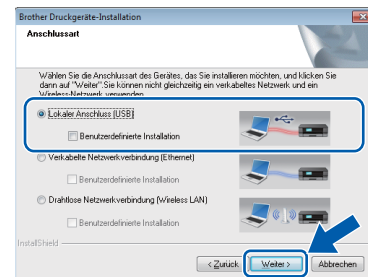 Brother Druckgeräte-Installation
Anschlussart
Wählen Sie die Anschlussart des Gerätes, das Sie installieren möchten, und klicken Sie
dann auf "Weiter".Sie können nicht gleichzeitig ein verkabeltes Netzwerk und ein
Wireless-Netzwerk verwenden.
Lokaler Anschluss (USB)
Benutzerdefinierte Installation
Verkabelte Netzwerkverbindung (Ethernet)
Benutzerdefinierte Installation
Drahtlose Netzwerkverbindung (Wireless LAN)
Benutzerdefinierte Installation
InstallShield
< Zurück Weiter > Abbrechen